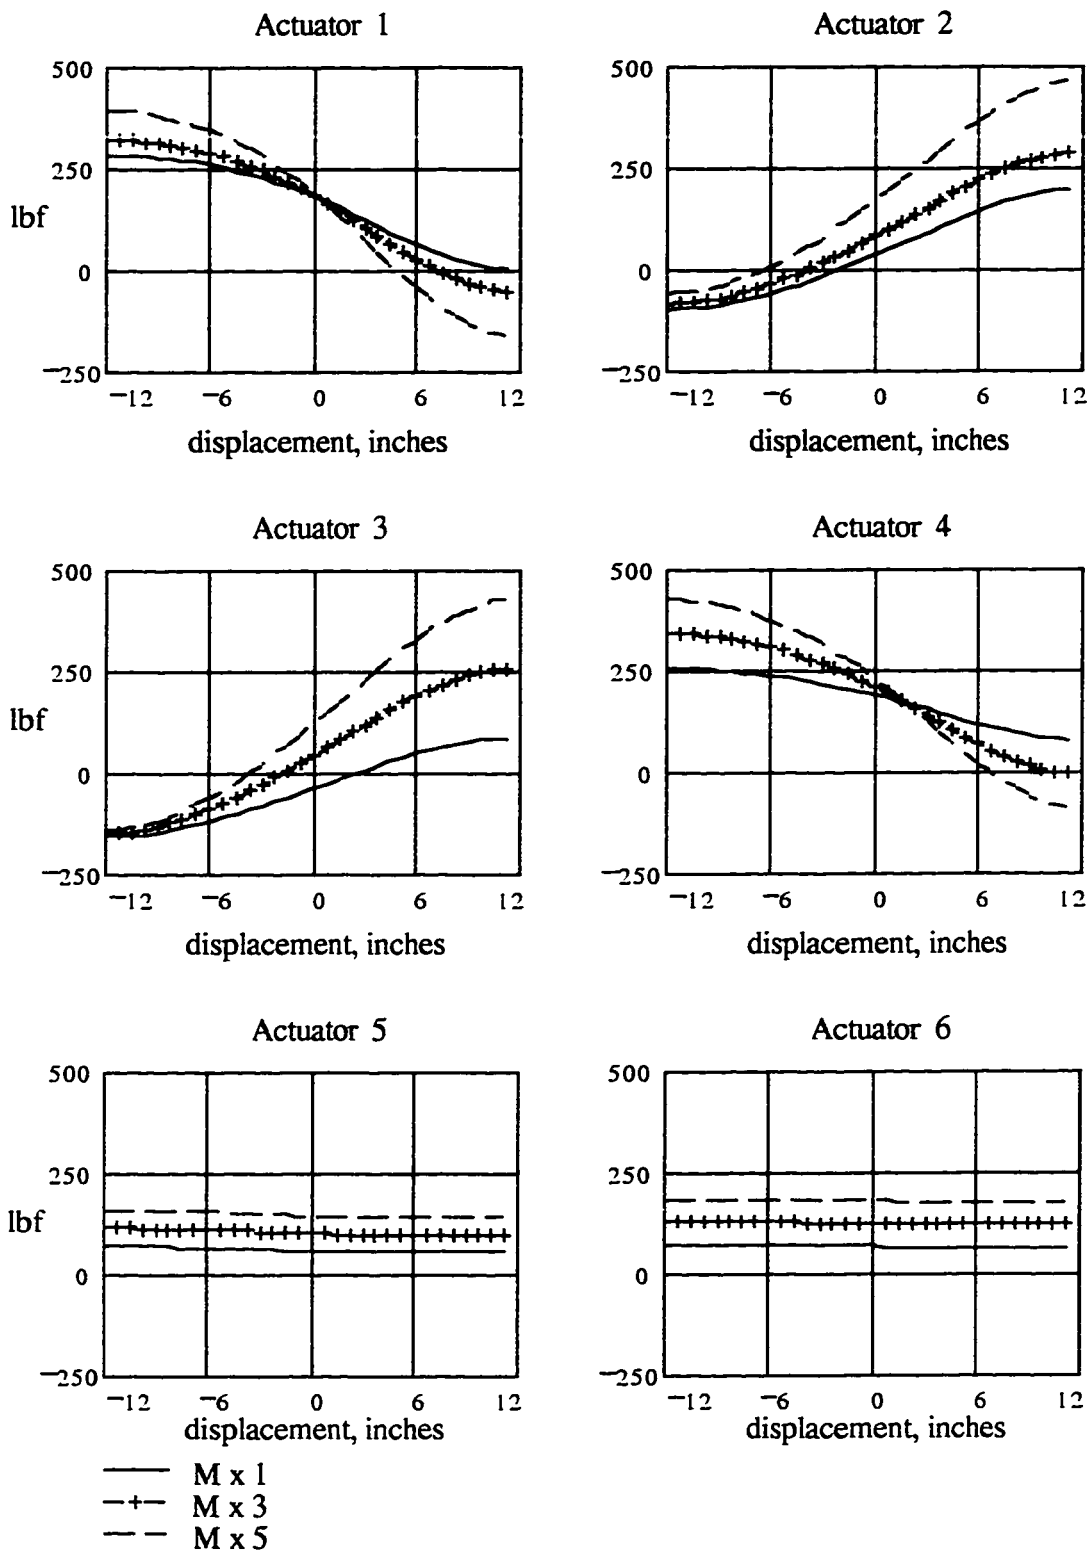 Actuator 1
Actuator 2
500
250
lbf
0
−250
−12 −6 0 6 12
displacement, inches
500
250
0
−250
−12 −6 0 6 12
displacement, inches
Actuator 3
Actuator 4
500
250
lbf
0
−250
−12 −6 0 6 12
displacement, inches
500
250
0
−250
−12 −6 0 6 12
displacement, inches
Actuator 5
Actuator 6
500
250
lbf
0
−250
−12 −6 0 6 12
displacement, inches
500
250
0
−250
−12 −6 0 6 12
displacement, inches
M x 1
M x 3
M x 5